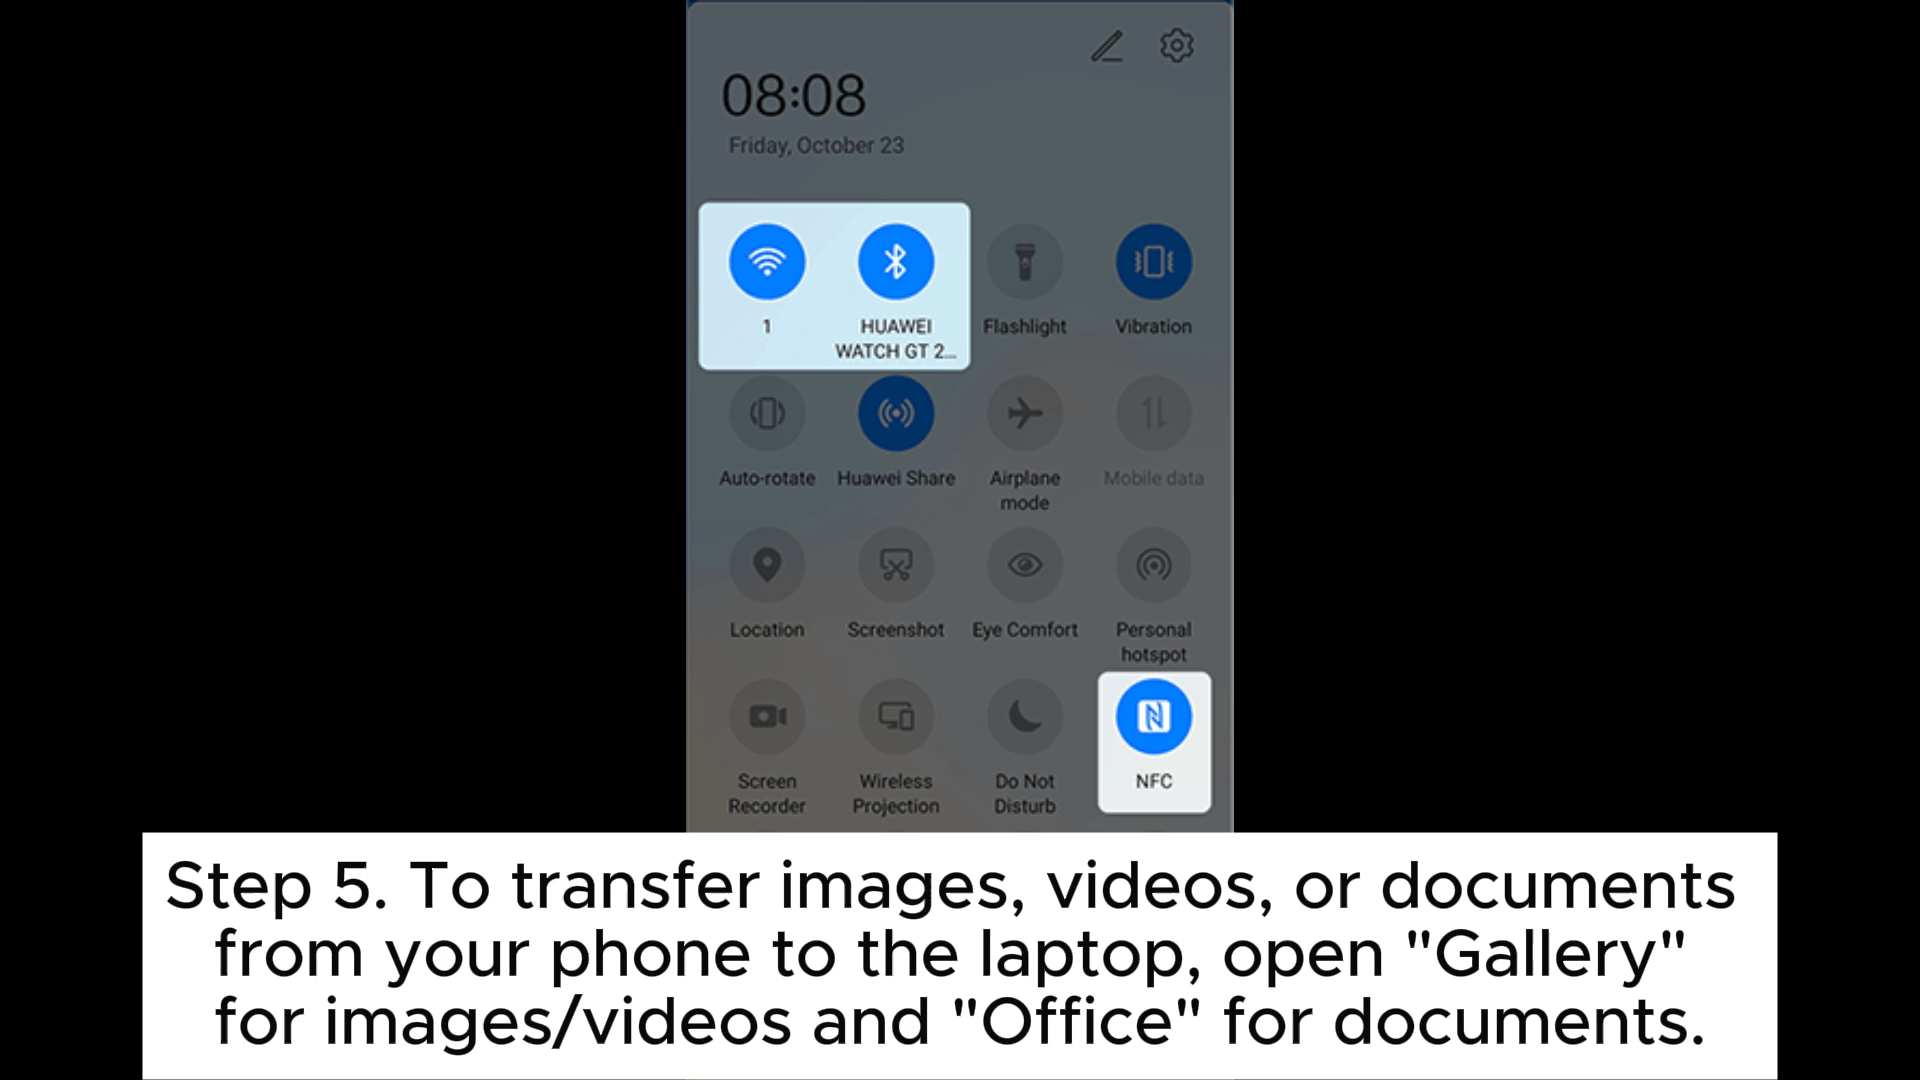 08:08
Friday, October 23
1
HUAWEI
WATCH GT 2...
Flashlight
Vibration
Auto-rotate
Huawei Share
Airplane
mode
Mobile data
Location
Screenshot
Eye Comfort
Personal
hotspot
Screen
Recorder
Wireless
Projection
Do Not
Disturb
NFC
Step 5. To transfer images, videos, or documents
from your phone to the laptop, open "Gallery"
for images/videos and "Office" for documents.